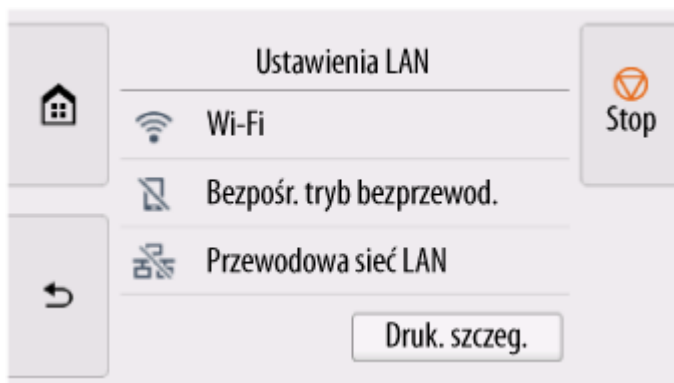 Ustawienia LAN
Wi-Fi
Stop
Bezpośr. tryb bezprzewod.
Przewodowa sieć LAN
Druk. szczeg.